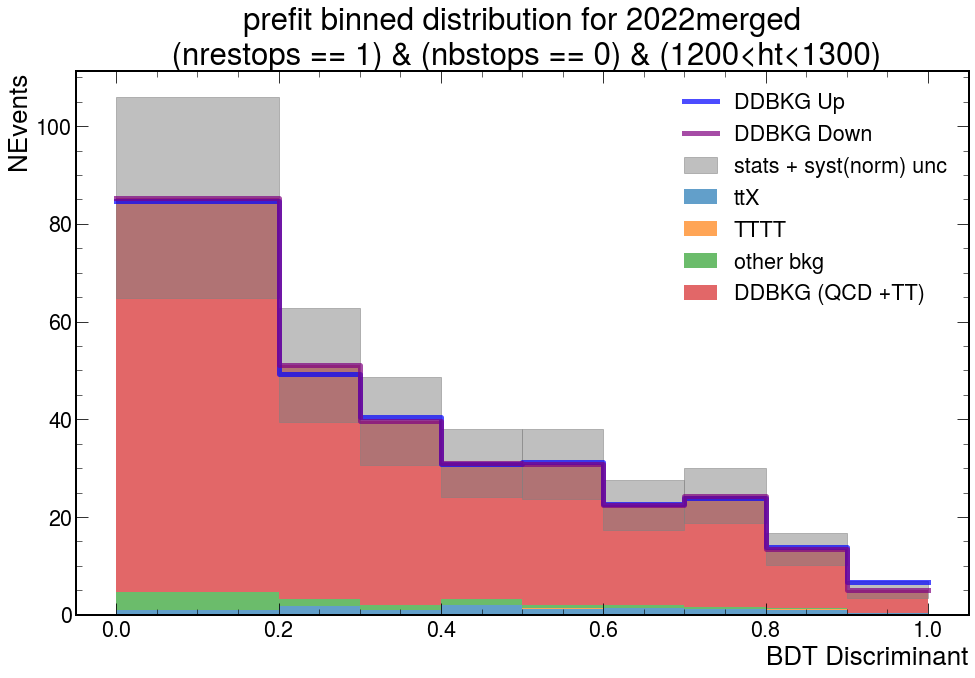 prefit binned distribution for 2022merged
(nrestops == 1) & (nbstops == 0) & (1200<ht<1300)
NEvents
100
80
60
40
20
0
DDBKG Up
DDBKG Down
stats + syst(norm) unc
ttX
TTTT
other bkg
DDBKG (QCD +TT)
0.0 0.2 0.4 0.6 0.8 1.0
BDT Discriminant